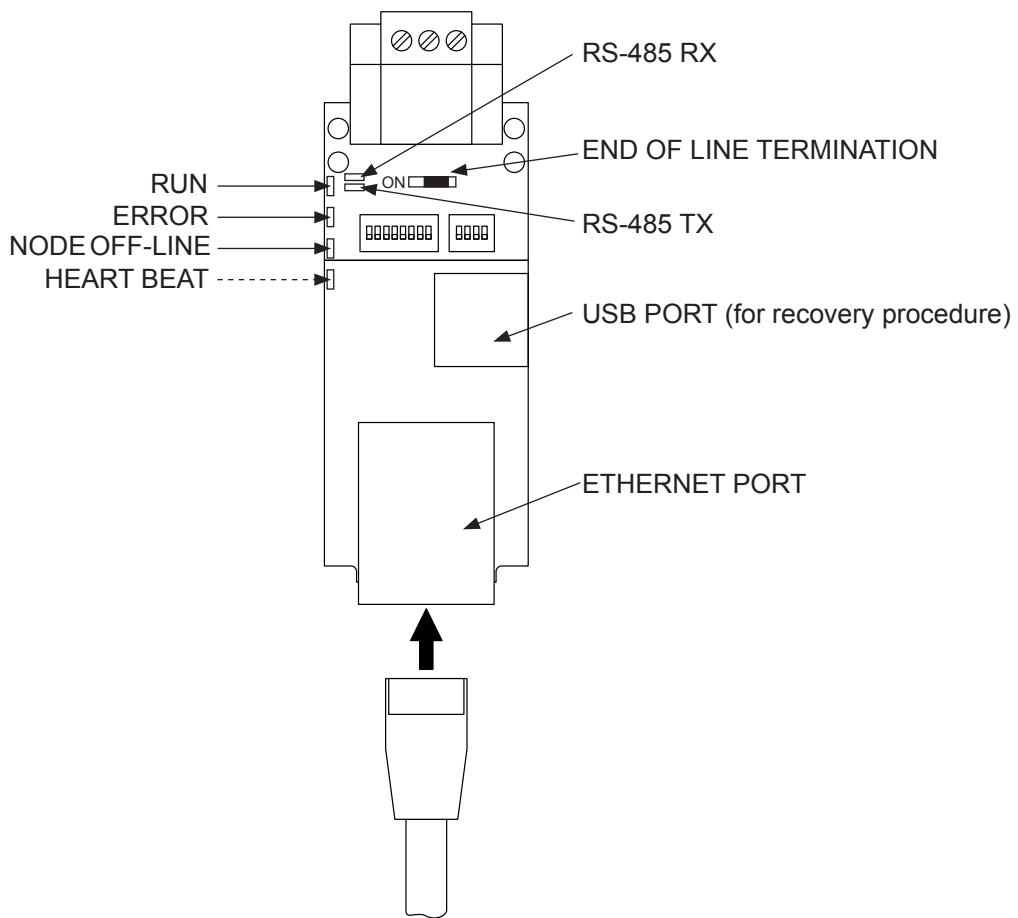 RS-485 RX
END OF LINE TERMINATION
ON
RUN
RS-485 TX
ERROR
NODE OFF-LINE
HEART BEAT
USB PORT (for recovery procedure)
ETHERNET PORT